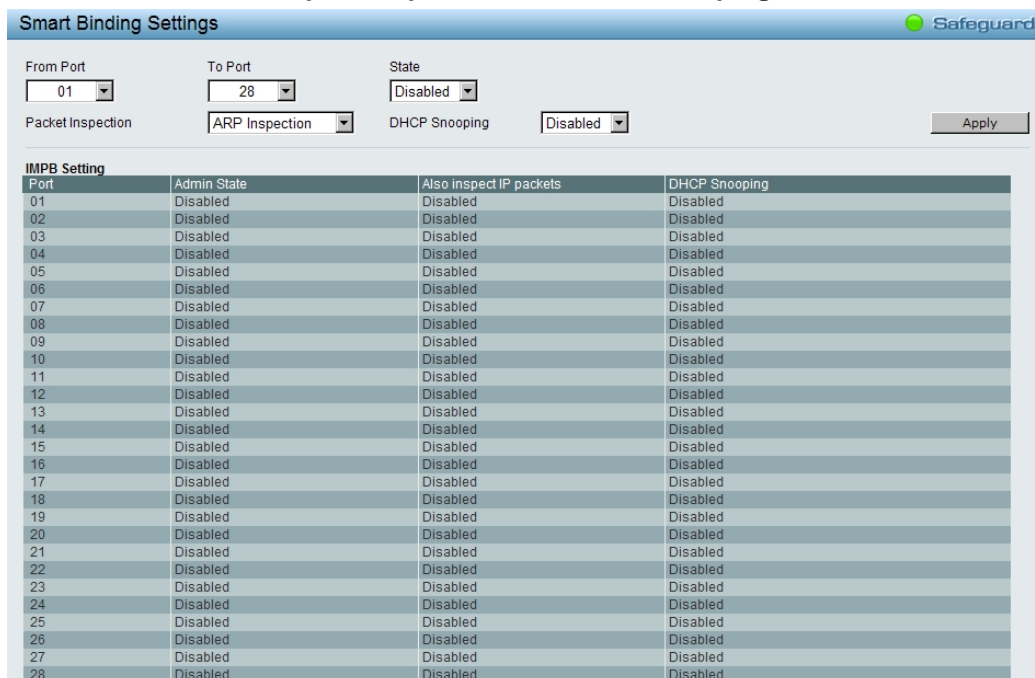 Smart Binding Settings Safeguard
From Port To Port State
01 28 Disabled
Packet Inspection ARP Inspection DHCP Snooping Disabled Apply
IMPB Setting
Port Admin State Also inspect IP packets DHCP Snooping
01 Disabled Disabled Disabled
02 Disabled Disabled Disabled
03 Disabled Disabled Disabled
04 Disabled Disabled Disabled
05 Disabled Disabled Disabled
06 Disabled Disabled Disabled
07 Disabled Disabled Disabled
08 Disabled Disabled Disabled
09 Disabled Disabled Disabled
10 Disabled Disabled Disabled
11 Disabled Disabled Disabled
12 Disabled Disabled Disabled
13 Disabled Disabled Disabled
14 Disabled Disabled Disabled
15 Disabled Disabled Disabled
16 Disabled Disabled Disabled
17 Disabled Disabled Disabled
18 Disabled Disabled Disabled
19 Disabled Disabled Disabled
20 Disabled Disabled Disabled
21 Disabled Disabled Disabled
22 Disabled Disabled Disabled
23 Disabled Disabled Disabled
24 Disabled Disabled Disabled
25 Disabled Disabled Disabled
26 Disabled Disabled Disabled
27 Disabled Disabled Disabled
28 Disabled Disabled Disabled